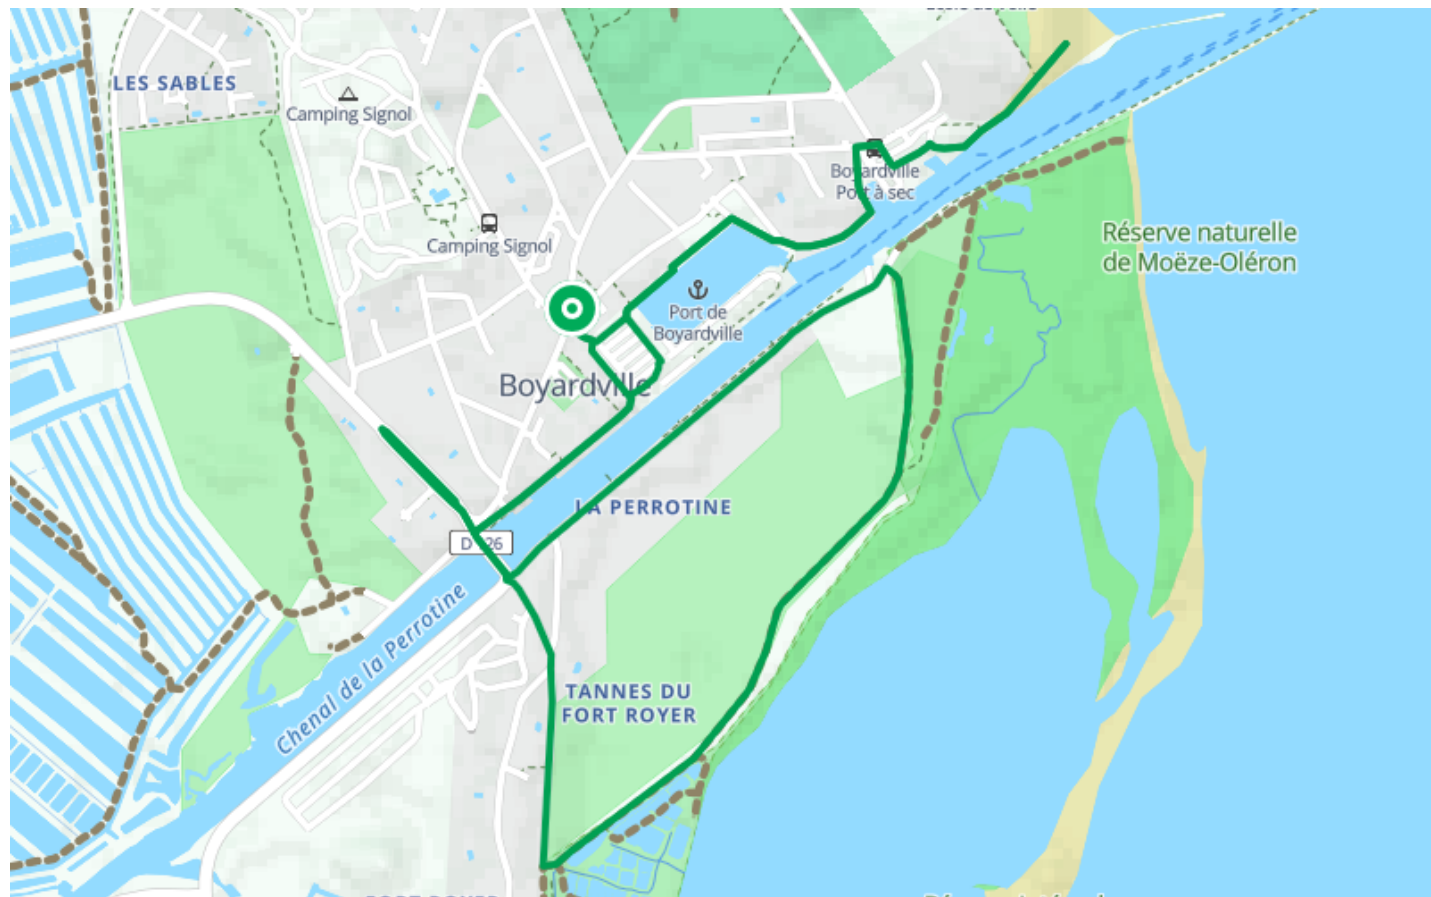 LES SABLES
Camping Signol
Camping Signol
Boyardville
Port à sec
Réserve naturelle
de Moëze-Oléron
Port de
Boyardville
Boyardville
LA PERROTINE
D 126
Chenal de la Perrotine
TANNES DU
FORT ROYER